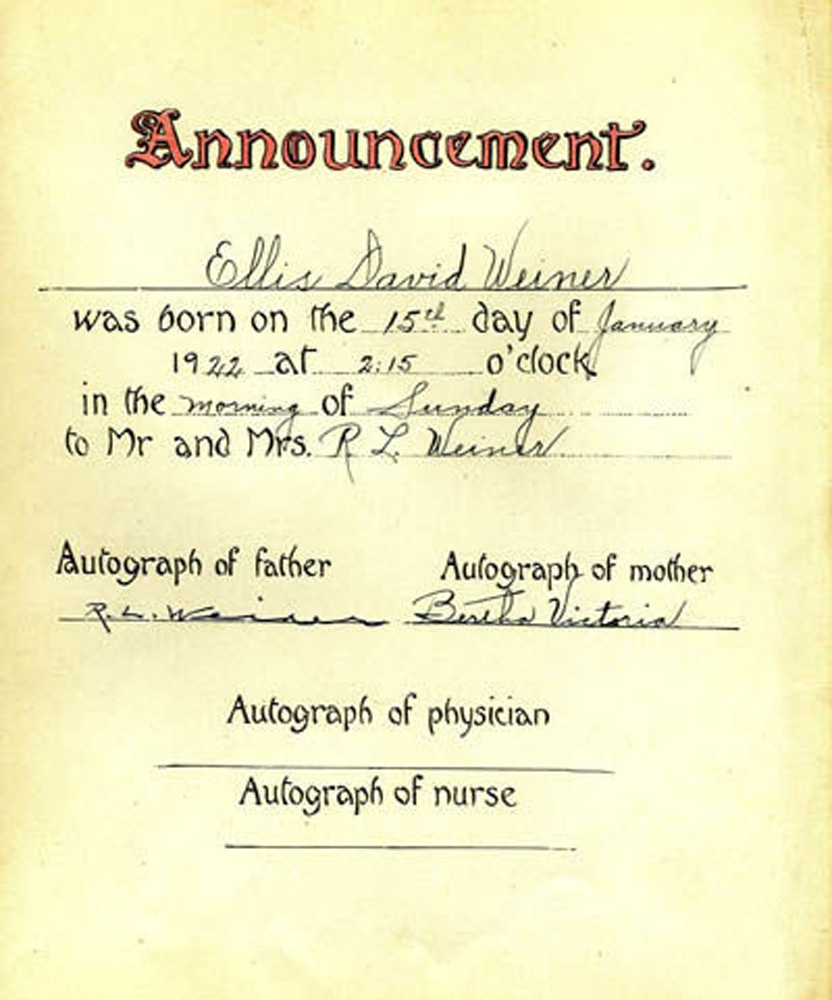 Announcement.
Ellis David Weiner
was born on the 15th day of January
1922 at 2:15 o'clock
in the morning of Sunday
to Mr and Mrs. R L. Weiner
Autograph of father Autograph of mother
R. L. Weiner Bertha Victoria
Autograph of physician
Autograph of nurse